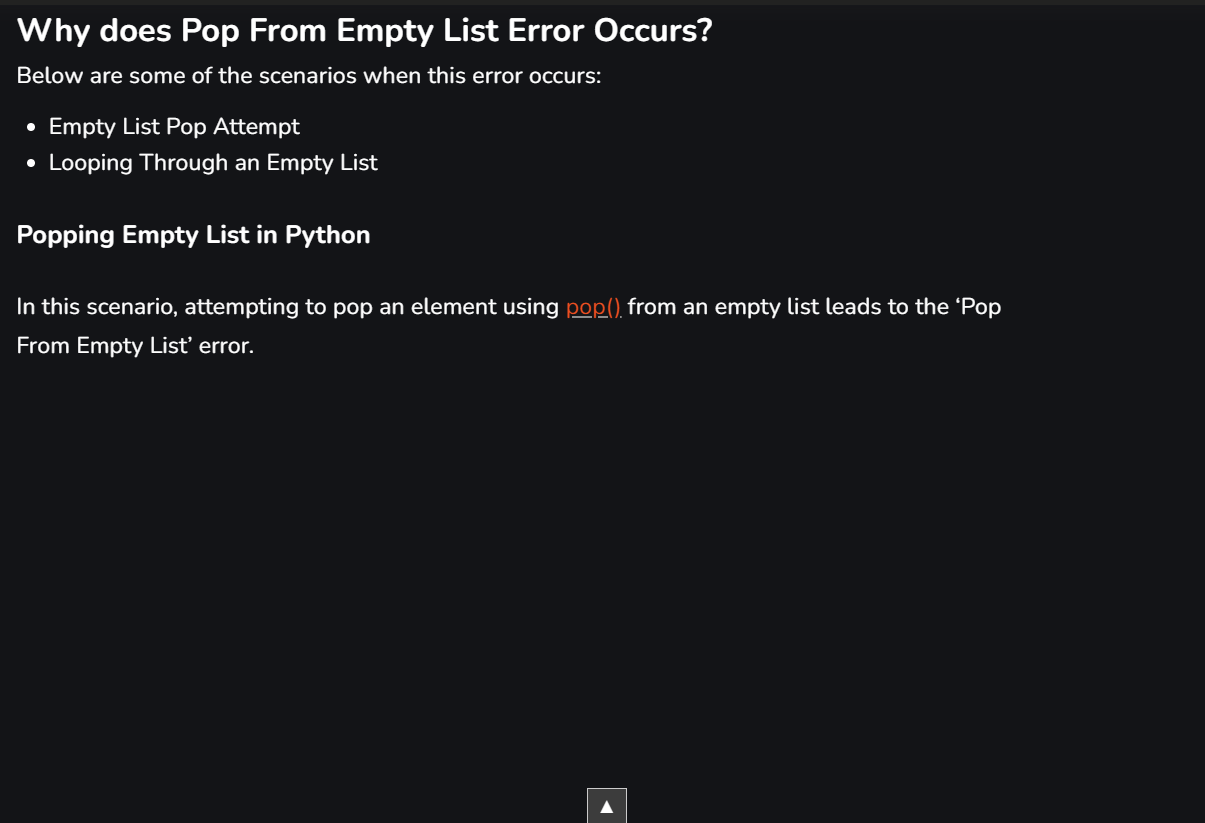 Why does Pop From Empty List Error Occurs?
Below are some of the scenarios when this error occurs:
• Empty List Pop Attempt
• Looping Through an Empty List
Popping Empty List in Python
In this scenario, attempting to pop an element using pop() from an empty list leads to the ‘Pop
From Empty List’ error.
▲